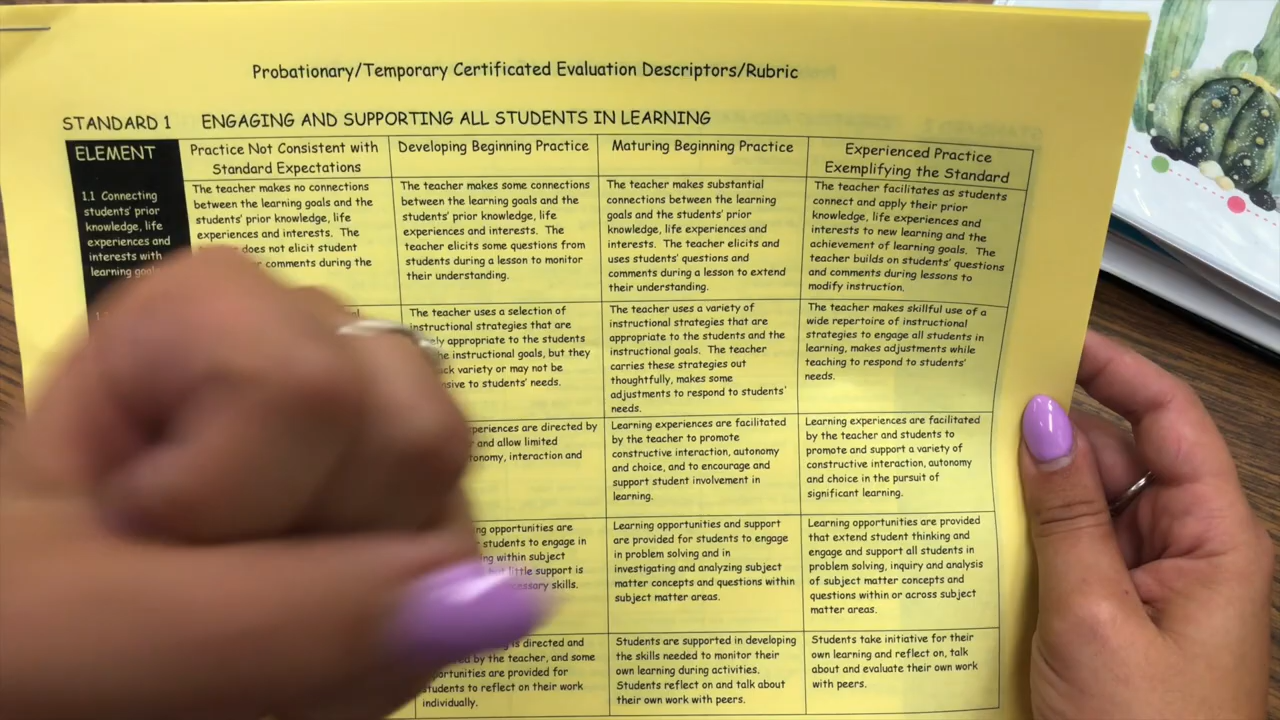 Probationary/Temporary Certificated Evaluation Descriptors/Rubric
STANDARD 1 ENGAGING AND SUPPORTING ALL STUDENTS IN LEARNING
ELEMENT
Practice Not Consistent with
Standard Expectations
Developing Beginning Practice
Maturing Beginning Practice
Experienced Practice
Exemplifying the Standard
1.1 Connecting
students' prior
knowledge, life
experiences and
interests with
learning
The teacher makes no connections
between the learning goals and the
students' prior knowledge, life
experiences and interests. The
does not elicit student
comments during the
The teacher makes some connections
between the learning goals and the
students' prior knowledge, life
experiences and interests. The
teacher elicits some questions from
students during a lesson to monitor
their understanding.
The teacher makes substantial
connections between the learning
goals and the students' prior
knowledge, life experiences and
interests. The teacher elicits and
uses students' questions and
comments during a lesson to extend
their understanding.
The teacher facilitates as students
connect and apply their prior
knowledge, life experiences and
interests to new learning and the
achievement of learning goals. The
teacher builds on students' questions
and comments during lessons to
modify instruction.
The teacher uses a selection of
instructional strategies that are
appropriate to the students
instructional goals, but they
variety or may not be
to students' needs.
The teacher uses a variety of
instructional strategies that are
appropriate to the students and the
instructional goals. The teacher
carries these strategies out
thoughtfully, makes some
adjustments to respond to students'
needs.
The teacher makes skillful use of a
wide repertoire of instructional
strategies to engage all students in
learning, makes adjustments while
teaching to respond to students'
needs.
are directed by
and allow limited
interaction and
Learning experiences are facilitated
by the teacher to promote
constructive interaction, autonomy
and choice, and to encourage and
support student involvement in
learning.
Learning experiences are facilitated
by the teacher and students to
promote and support a variety of
constructive interaction, autonomy
and choice in the pursuit of
significant learning.
opportunities are
students to engage in
within subject
little support is
skills.
Learning opportunities and support
are provided for students to engage
in problem solving and in
investigating and analyzing subject
matter concepts and questions within
subject matter areas.
Learning opportunities are provided
that extend student thinking and
engage and support all students in
problem solving, inquiry and analysis
of subject matter concepts and
questions within or across subject
matter areas.
is directed and
by the teacher, and some
are provided for
students to reflect on their work
individually.
Students are supported in developing
the skills needed to monitor their
own learning during activities.
Students reflect on and talk about
their own work with peers.
Students take initiative for their
own learning and reflect on, talk
about and evaluate their own work
with peers.